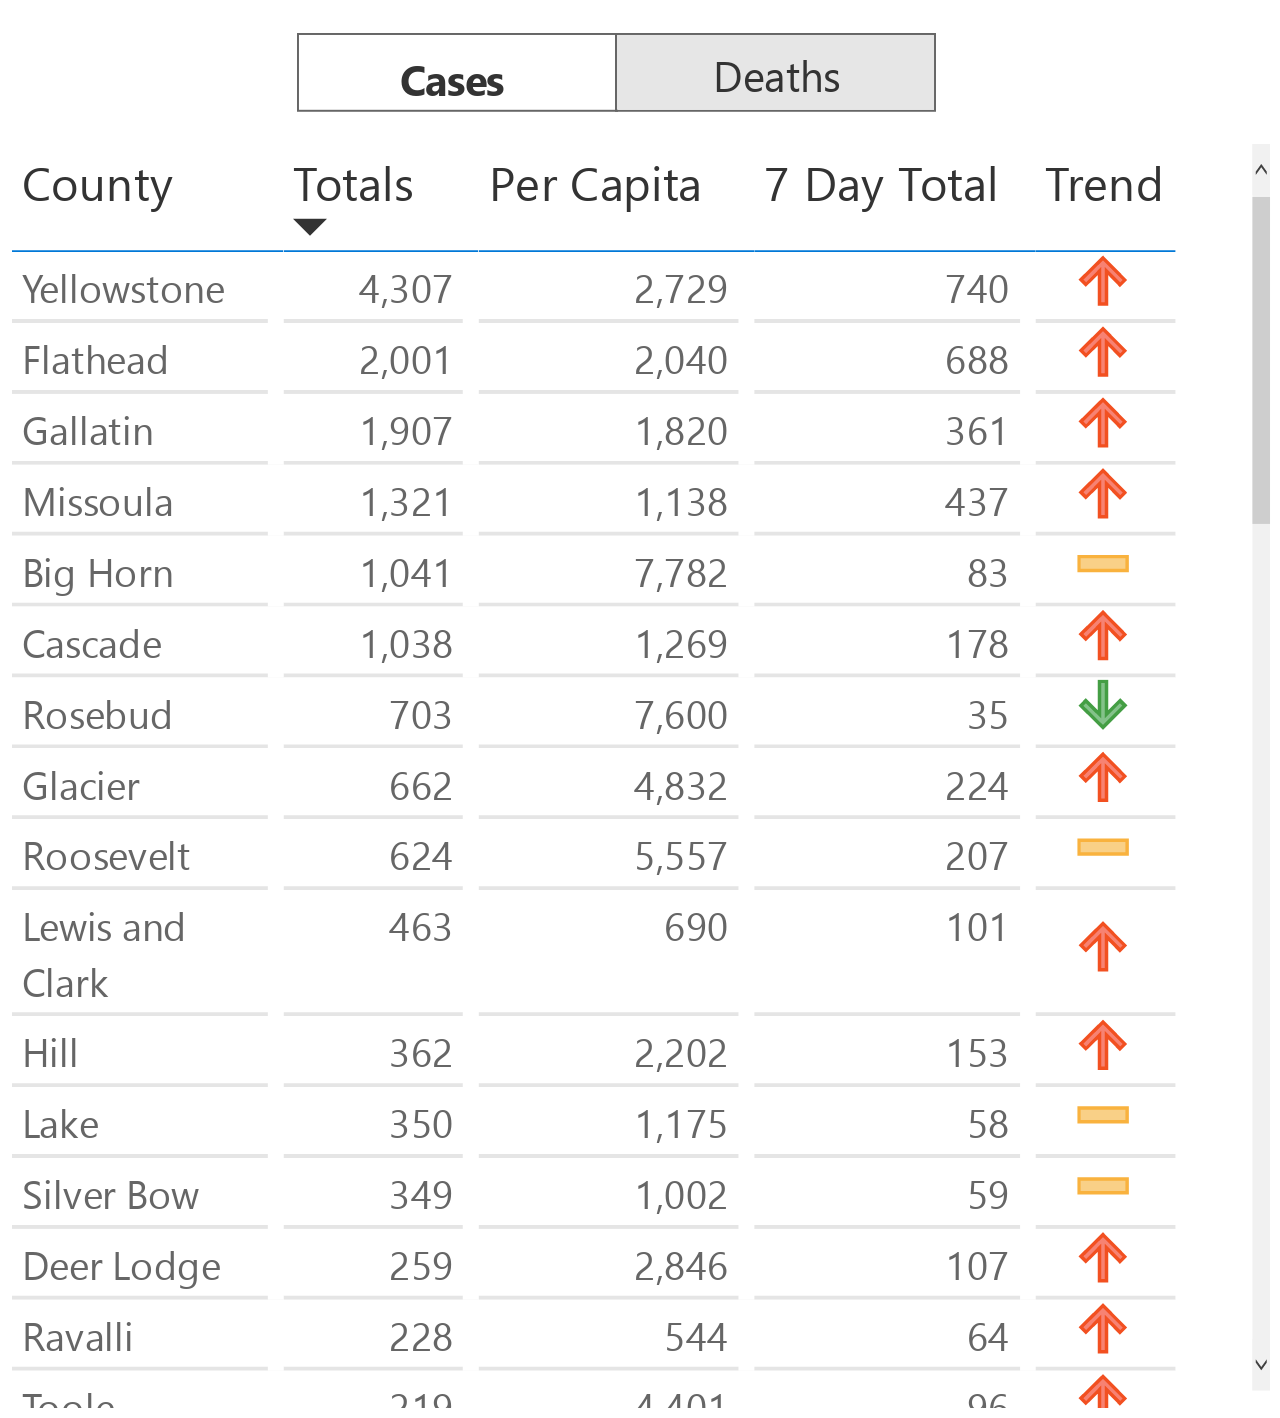 Cases Deaths
County Totals Per Capita 7 Day Total Trend
Yellowstone 4,307 2,729 740
Flathead 2,001 2,040 688
Gallatin 1,907 1,820 361
Missoula 1,321 1,138 437
Big Horn 1,041 7,782 83
Cascade 1,038 1,269 178
Rosebud 703 7,600 35
Glacier 662 4,832 224
Roosevelt 624 5,557 207
Lewis and 463 690 101
Clark
Hill 362 2,202 153
Lake 350 1,175 58
Silver Bow 349 1,002 59
Deer Lodge 259 2,846 107
Ravalli 228 544 64
Toole 219 4,401